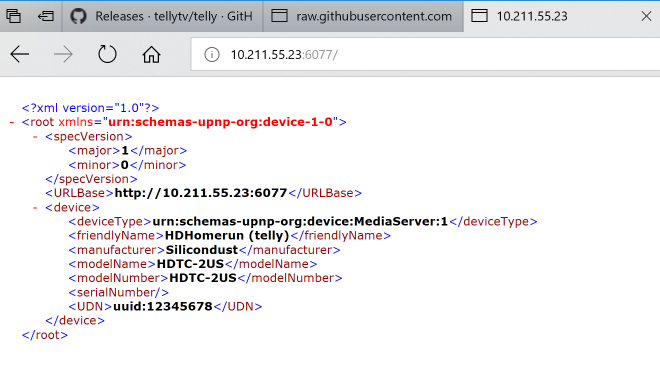 Releases · tellytv/telly · GitH
raw.githubusercontent.com
10.211.55.23
10.211.55.23:6077/
<?xml version="1.0"?>
- <root xmlns="urn:schemas-upnp-org:device-1-0">
- <specVersion>
<major>1</major>
<minor>0</minor>
</specVersion>
<URLBase>http://10.211.55.23:6077</URLBase>
- <device>
<deviceType>urn:schemas-upnp-org:device:MediaServer:1</deviceType>
<friendlyName>HDHomerun (telly)</friendlyName>
<manufacturer>Silicondust</manufacturer>
<modelName>HDTC-2US</modelName>
<modelNumber>HDTC-2US</modelNumber>
<serialNumber/>
<UDN>uuid:12345678</UDN>
</device>
</root>